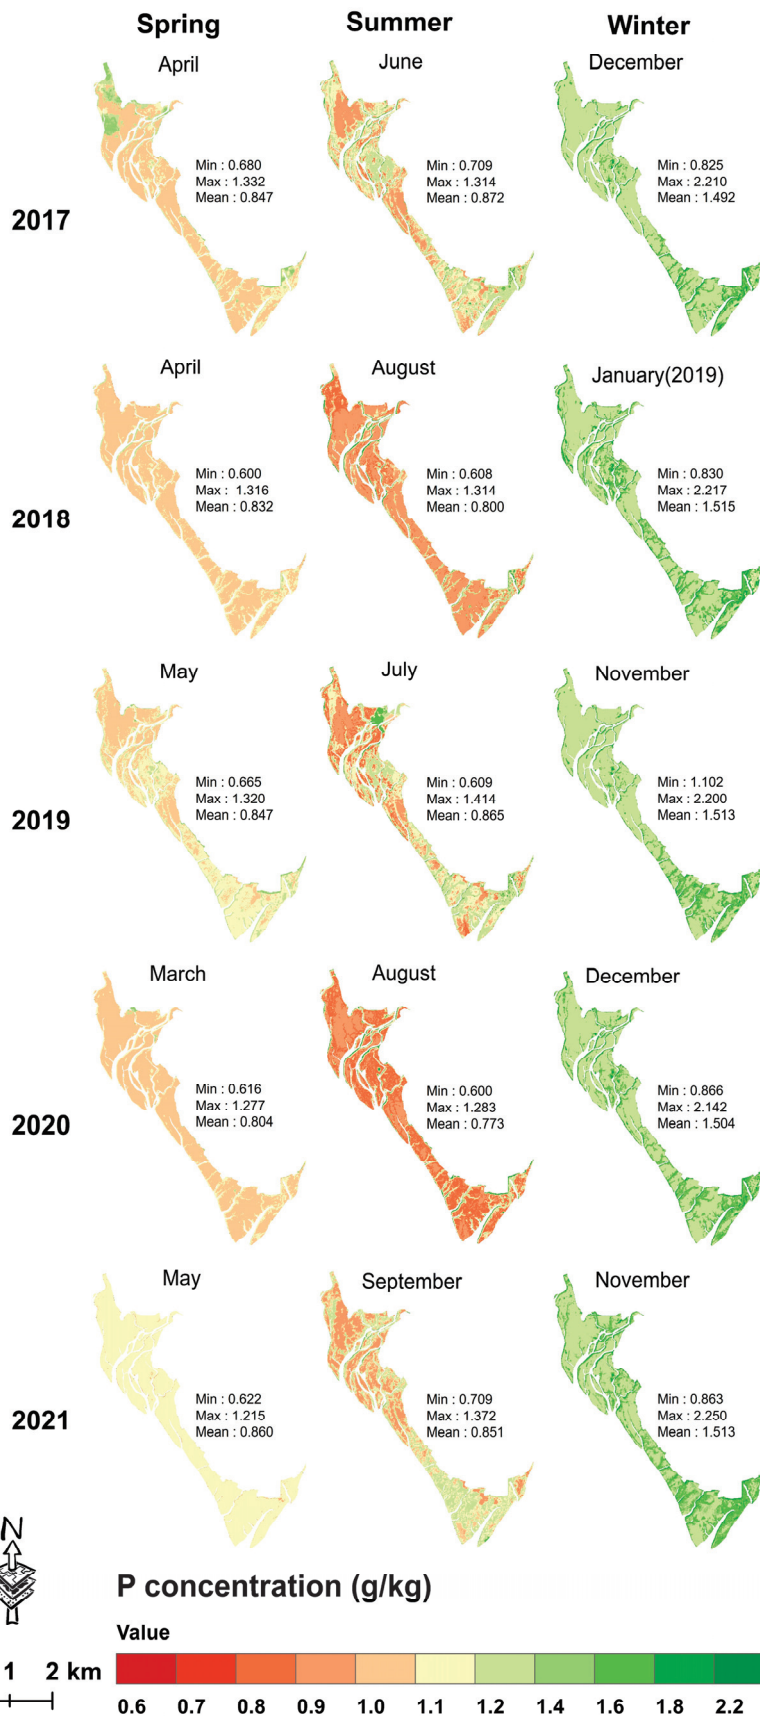 Spring Summer Winter
April June December
2017
Min : 0.680
Max : 1.332
Mean : 0.847
Min : 0.709
Max : 1.314
Mean : 0.872
Min : 0.825
Max : 2.210
Mean : 1.492
April August January(2019)
2018
Min : 0.600
Max : 1.316
Mean : 0.832
Min : 0.608
Max : 1.314
Mean : 0.800
Min : 0.830
Max : 2.217
Mean : 1.515
May July November
2019
Min : 0.665
Max : 1.320
Mean : 0.847
Min : 0.609
Max : 1.414
Mean : 0.865
Min : 1.102
Max : 2.200
Mean : 1.513
March August December
2020
Min : 0.616
Max : 1.277
Mean : 0.804
Min : 0.600
Max : 1.283
Mean : 0.773
Min : 0.866
Max : 2.142
Mean : 1.504
May September November
2021
Min : 0.622
Max : 1.215
Mean : 0.860
Min : 0.709
Max : 1.372
Mean : 0.851
Min : 0.863
Max : 2.250
Mean : 1.513
N
P concentration (g/kg)
Value
1 2 km
0.6 0.7 0.8 0.9 1.0 1.1 1.2 1.4 1.6 1.8 2.2